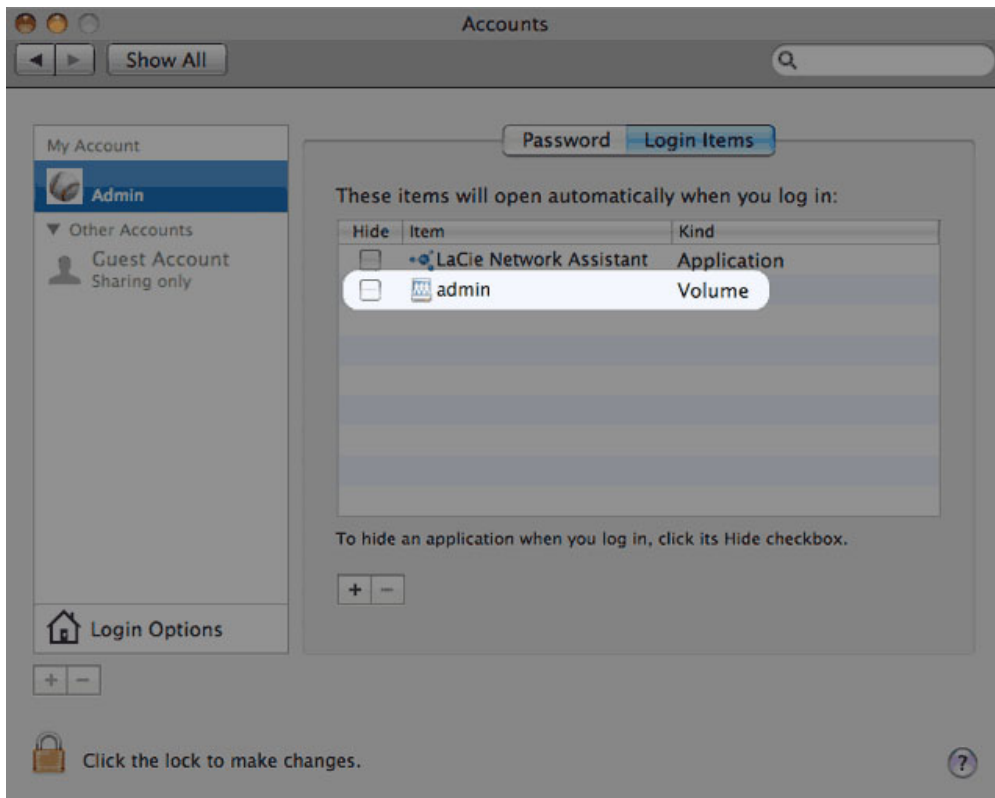 Accounts
Show All
My Account
Admin
Other Accounts
Guest Account
Sharing only
Login Options
Password Login Items
These items will open automatically when you log in:
Hide Item Kind
LaCie Network Assistant Application
admin Volume
To hide an application when you log in, click its Hide checkbox.
+ −
+ −
Click the lock to make changes.
?